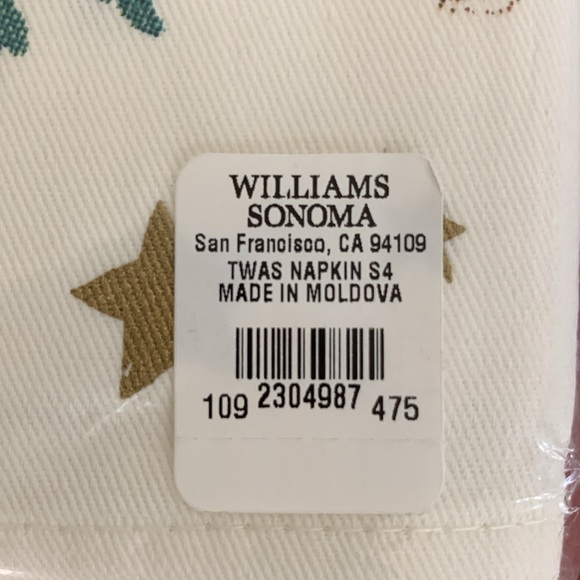 WILLIAMS
SONOMA
San Francisco, CA 94109
TWAS NAPKIN S4
MADE IN MOLDOVA
109 2304987 475